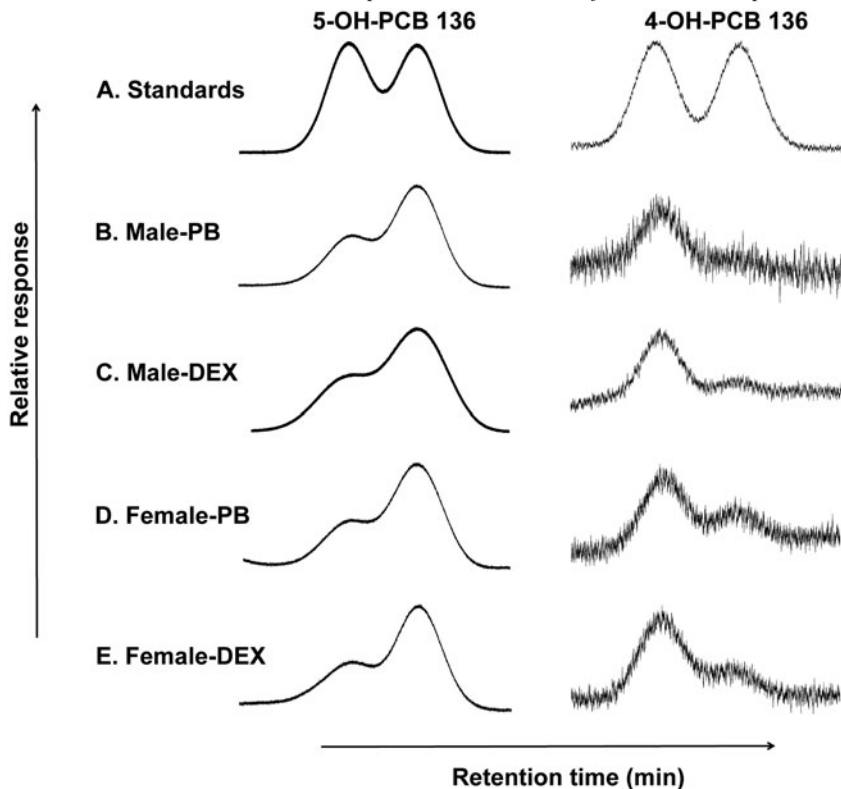 5-OH-PCB 136 4-OH-PCB 136
A. Standards
B. Male-PB
C. Male-DEX
D. Female-PB
E. Female-DEX
Relative response
Retention time (min)